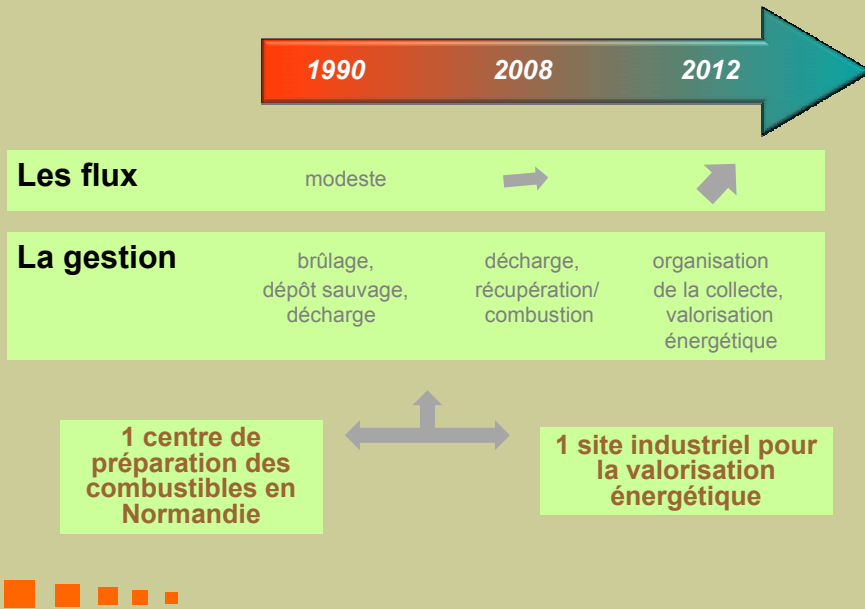 1990 2008 2012
Les flux modeste
La gestion brûlage, décharge, organisation
dépôt sauvage, récupération/ de la collecte,
décharge combustion valorisation
énergétique
1 centre de
préparation des
combustibles en
Normandie
1 site industriel pour
la valorisation
énergétique